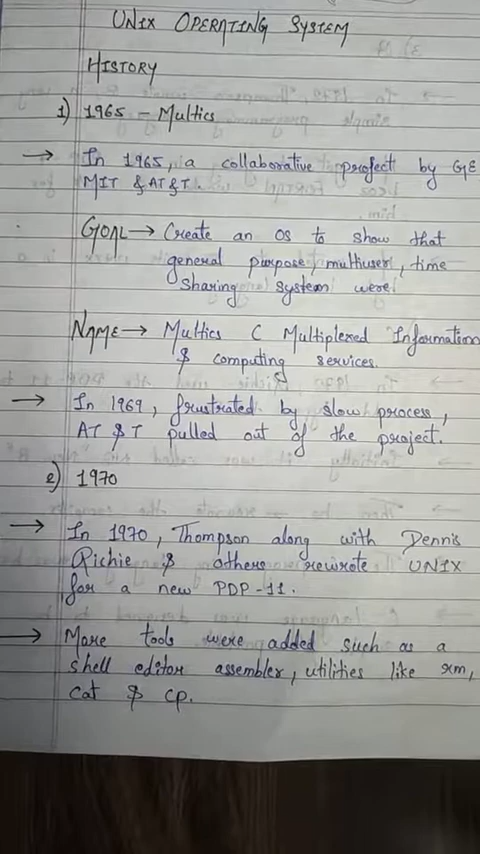 UNIX OPERATING SYSTEM
HISTORY
1) 1965 - Multics
→ In 1965, a collaborative project by GE
MIT & AT&T.
GOAL → Create an OS to show that
general purpose, multiuser, time
sharing system were.
NAME → Multics C Multiplexed Information
& computing services.
→ In 1969, frustrated by slow process,
AT & T pulled out of the project.
2) 1970
→ In 1970, Thompson along with Dennis
Richie & others rewrote UNIX
for a new PDP-11.
→ More tools were added such as a
shell editor assembler, utilities like rm,
cat & cp.